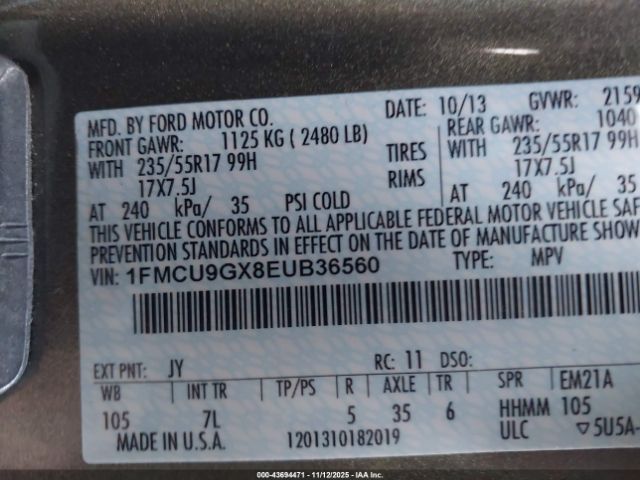 MFD. BY FORD MOTOR CO.
DATE: 10/13 GVWR: 2159
FRONT GAWR: 1125 KG ( 2480 LB)
REAR GAWR: 1040
WITH 235/55R17 99H TIRES WITH 235/55R17 99H
17X7.5J RIMS 17X7.5J
AT 240 kPa/ 35 PSI COLD AT 240 kPa/ 35
THIS VEHICLE CONFORMS TO ALL APPLICABLE FEDERAL MOTOR VEHICLE SAF
PREVENTION STANDARDS IN EFFECT ON THE DATE OF MANUFACTURE SHOW
VIN: 1FMCU9GX8EUB36560 TYPE: MPV
EXT PNT: JY RC: 11 DSO:
WB INT TR TP/PS R AXLE TR SPR EM21A
105 7L 5 35 6 HHMM 105
MADE IN U.S.A. 1201310182019 ULC ▽5U5A-
000-43694471 - 11/12/2025 - iaai.com